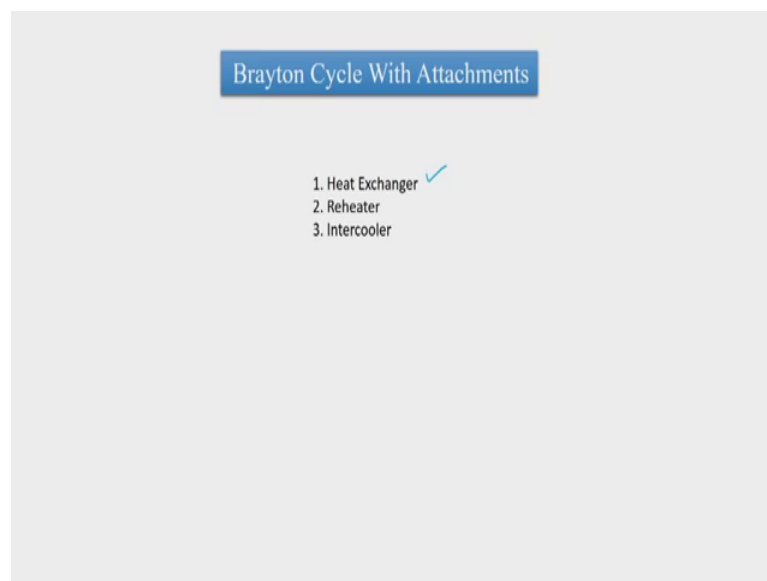 Brayton Cycle With Attachments
1. Heat Exchanger
2. Reheater
3. Intercooler